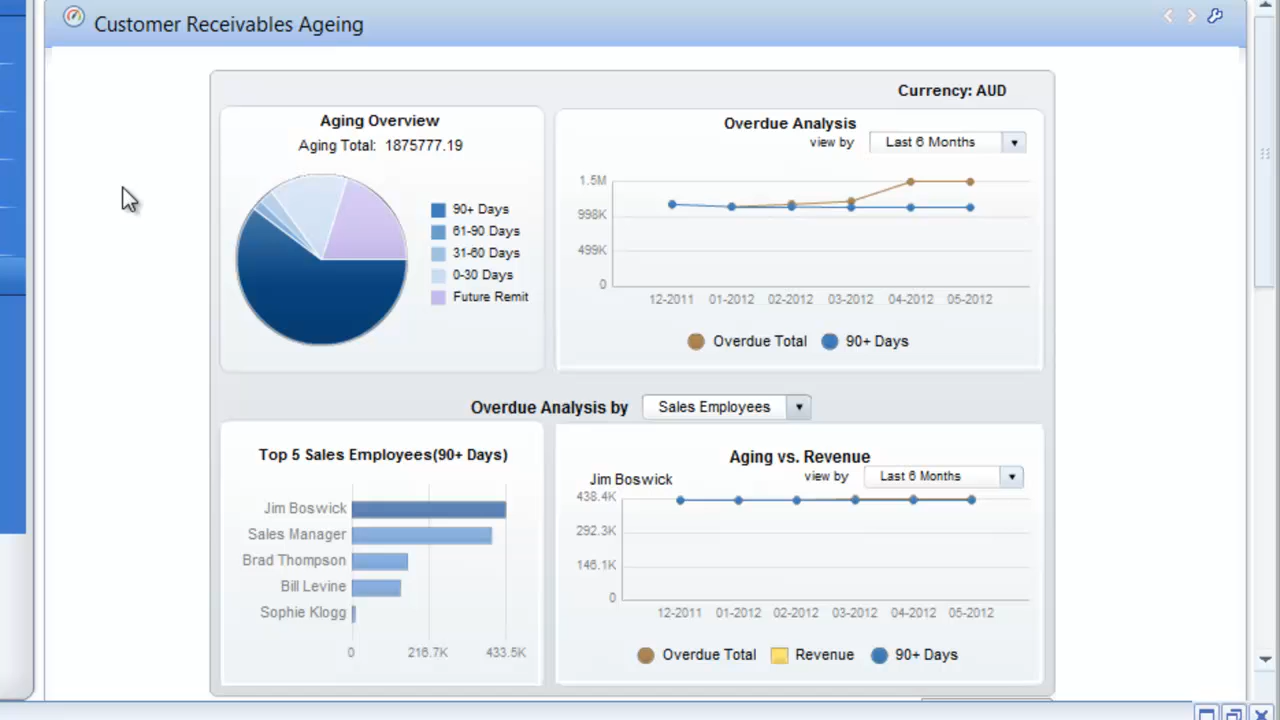 Customer Receivables Ageing
Currency: AUD
Aging Overview
Aging Total: 1875777.19
90+ Days
61-90 Days
31-60 Days
0-30 Days
Future Remit
Overdue Analysis
view by
Last 6 Months
1.5M
998K
499K
0
12-2011 01-2012 02-2012 03-2012 04-2012 05-2012
Overdue Total 90+ Days
Overdue Analysis by Sales Employees
Top 5 Sales Employees(90+ Days)
Jim Boswick
Sales Manager
Brad Thompson
Bill Levine
Sophie Klogg
0 216.7K 433.5K
Aging vs. Revenue
view by Last 6 Months
Jim Boswick
438.4K
292.3K
146.1K
0
12-2011 01-2012 02-2012 03-2012 04-2012 05-2012
Overdue Total Revenue 90+ Days